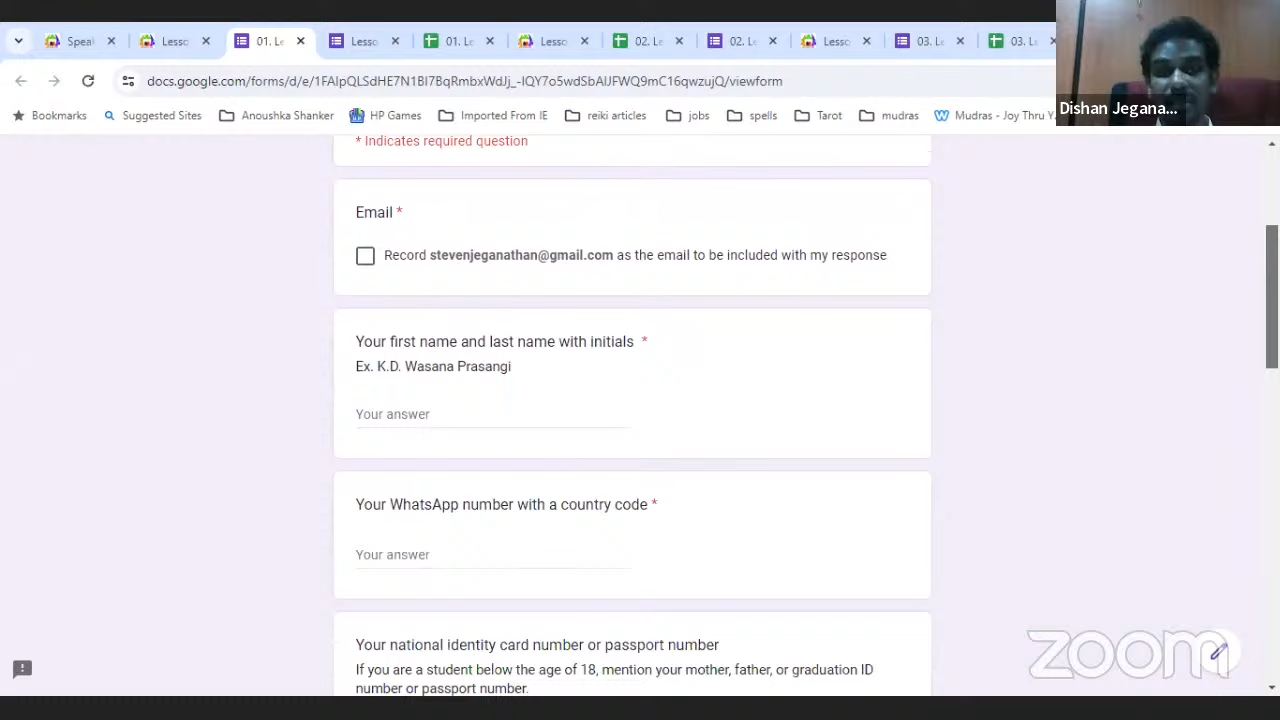 Speal
Lesso
01. Le
Lesso
01. Le
Lesso
02. Le
02. Le
Lesso
03. Le
03. L
docs.google.com/forms/d/e/1FAIpQLSdHE7N1BI7BqRmbxWdJj_-IQY7o5wdSbAIJFWQ9mC16qwzujQ/viewform
Dishan Jegana...
Bookmarks
Suggested Sites
Anoushka Shanker
HP Games
Imported From IE
reiki articles
jobs
spells
Tarot
mudras
Mudras - Joy Thru Y
* Indicates required question
Email *
Record stevenjeganathan@gmail.com as the email to be included with my response
Your first name and last name with initials *
Ex. K.D. Wasana Prasangi
Your answer
Your WhatsApp number with a country code *
Your answer
Your national identity card number or passport number
If you are a student below the age of 18, mention your mother, father, or graduation ID
number or passport number.
zoom